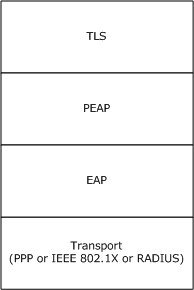 TLS
PEAP
EAP
Transport
(PPP or IEEE 802.1X or RADIUS)